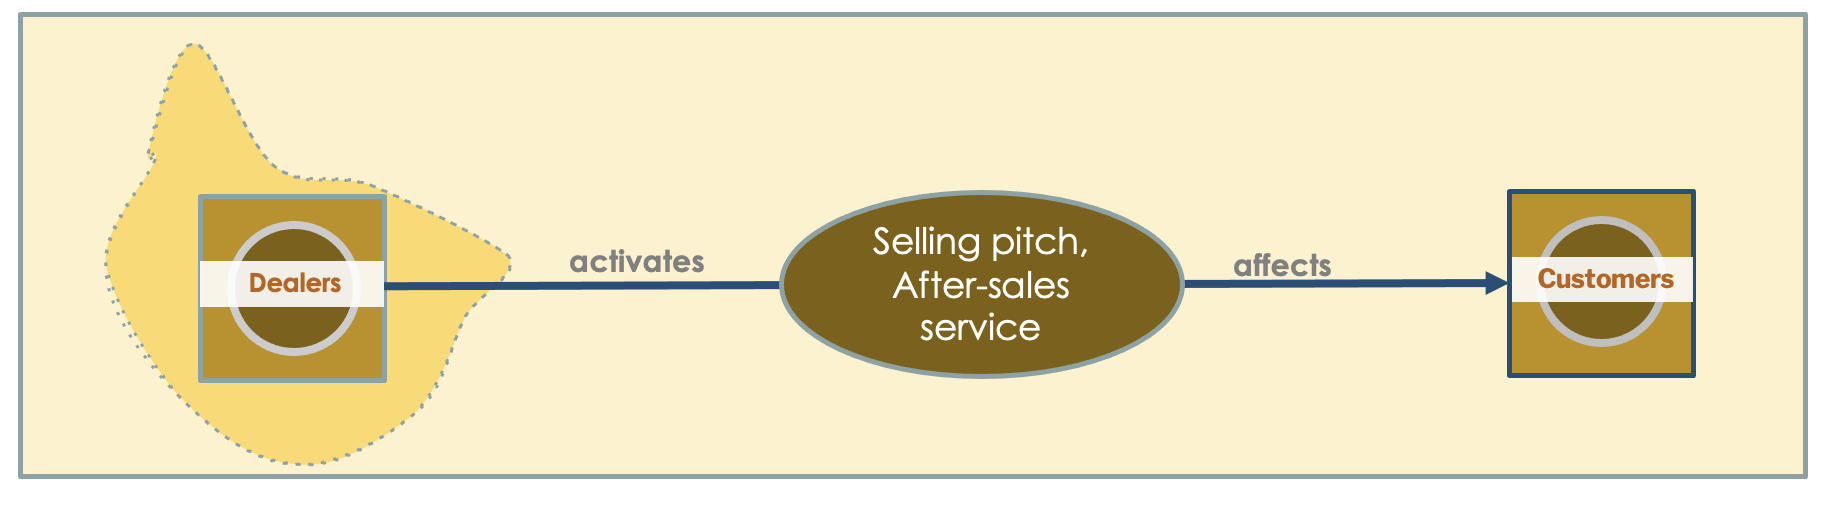 Dealers
activates
Selling pitch,
After-sales
service
affects
Customers